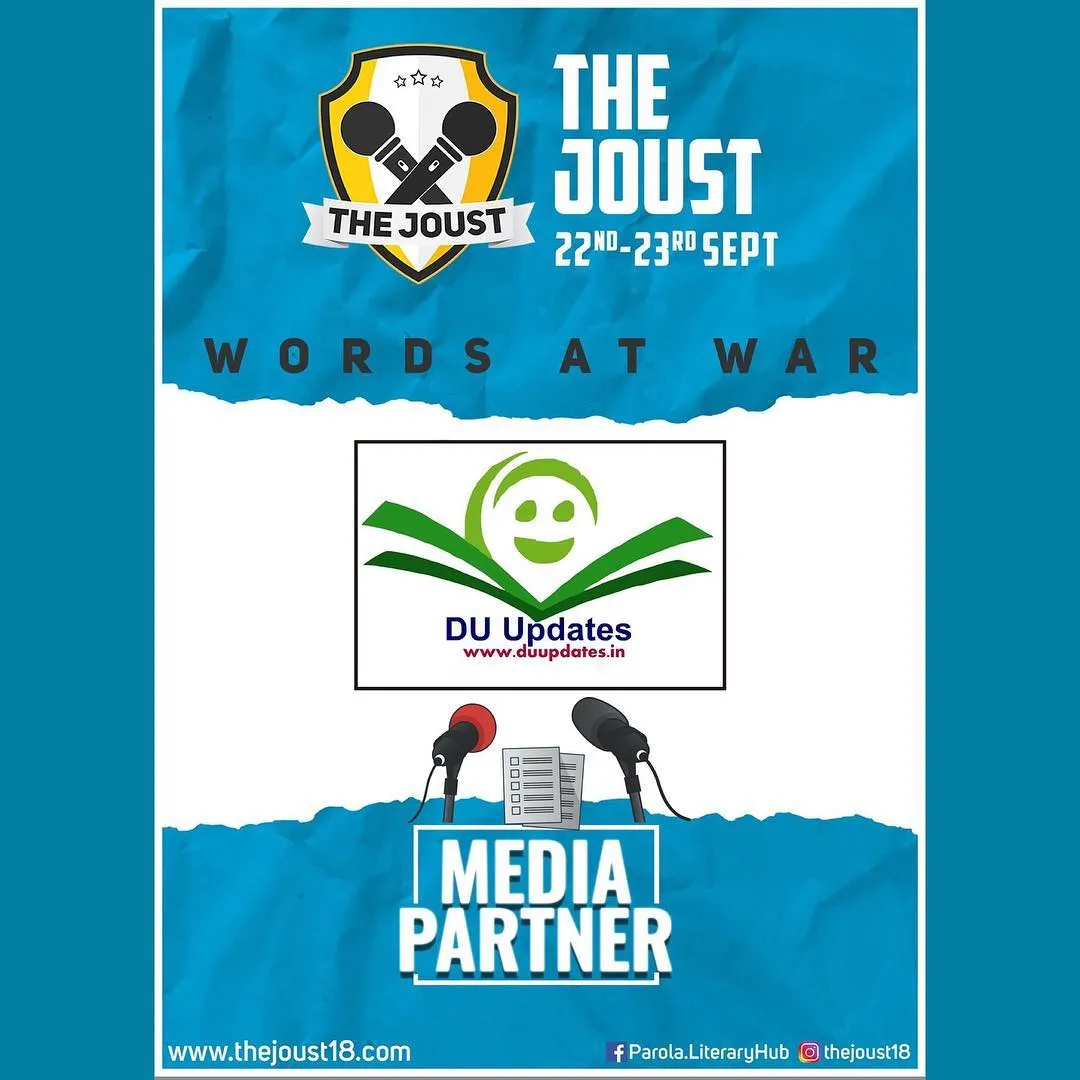 THE JOUST
THE
JOUST
22ND-23RD SEPT
WORDS AT WAR
DU Updates
www.duupdates.in
MEDIA
PARTNER
www.thejoust18.com
Parola.LiteraryHub thejoust18